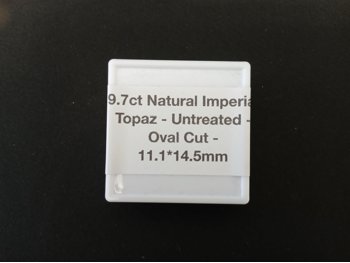 9.7ct Natural Imperia
Topaz - Untreated -
Oval Cut -
11.1*14.5mm